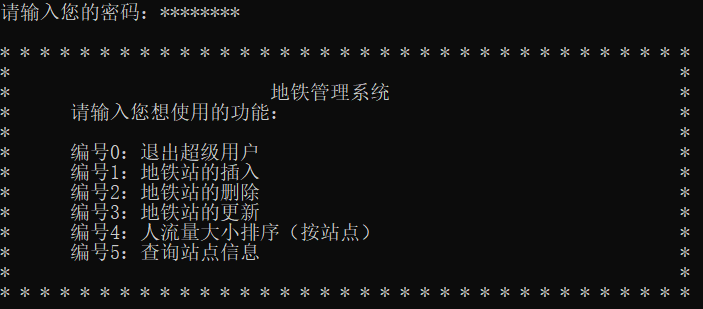 请输入您的密码：********
* * * * * * * * * * * * * * * * * * * * * * * * * * * * * * * * * * *
* *
* 地铁管理系统 *
* 请输入您想使用的功能： *
* *
* 编号0：退出超级用户 *
* 编号1：地铁站的插入 *
* 编号2：地铁站的删除 *
* 编号3：地铁站的更新 *
* 编号4：人流量大小排序（按站点） *
* 编号5：查询站点信息 *
* *
* * * * * * * * * * * * * * * * * * * * * * * * * * * * * * * * * * *